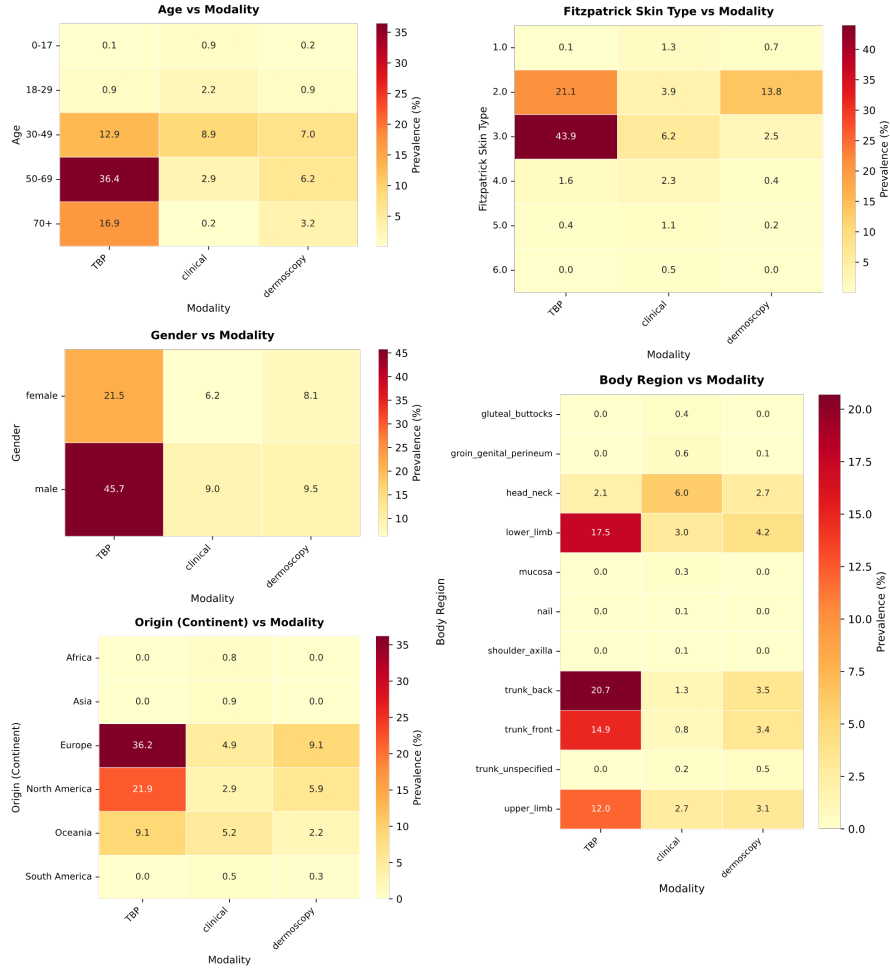 Age vs Modality
Age
0-17 0.1 0.9 0.2
18-29 0.9 2.2 0.9
30-49 12.9 8.9 7.0
50-69 36.4 2.9 6.2
70+ 16.9 0.2 3.2
TBP clinical dermoscopy
Modality
35
30
25
20
15
10
5
Prevalence (%)
Fitzpatrick Skin Type vs Modality
Fitzpatrick Skin Type
1.0 0.1 1.3 0.7
2.0 21.1 3.9 13.8
3.0 43.9 6.2 2.5
4.0 1.6 2.3 0.4
5.0 0.4 1.1 0.2
6.0 0.0 0.5 0.0
TBP clinical dermoscopy
Modality
40
35
30
25
20
15
10
5
Prevalence (%)
Gender vs Modality
Gender
female 21.5 6.2 8.1
male 45.7 9.0 9.5
TBP clinical dermoscopy
Modality
45
40
35
30
25
20
15
10
Prevalence (%)
Body Region vs Modality
Body Region
gluteal_buttocks 0.0 0.4 0.0
groin_genital_perineum 0.0 0.6 0.1
head_neck 2.1 6.0 2.7
lower_limb 17.5 3.0 4.2
mucosa 0.0 0.3 0.0
nail 0.0 0.1 0.0
shoulder_axilla 0.0 0.1 0.0
trunk_back 20.7 1.3 3.5
trunk_front 14.9 0.8 3.4
trunk_unspecified 0.0 0.2 0.5
upper_limb 12.0 2.7 3.1
TBP clinical dermoscopy
Modality
20.0
17.5
15.0
12.5
10.0
7.5
5.0
2.5
0.0
Prevalence (%)
Origin (Continent) vs Modality
Origin (Continent)
Africa 0.0 0.8 0.0
Asia 0.0 0.9 0.0
Europe 36.2 4.9 9.1
North America 21.9 2.9 5.9
Oceania 9.1 5.2 2.2
South America 0.0 0.5 0.3
TBP clinical dermoscopy
Modality
35
30
25
20
15
10
5
0
Prevalence (%)